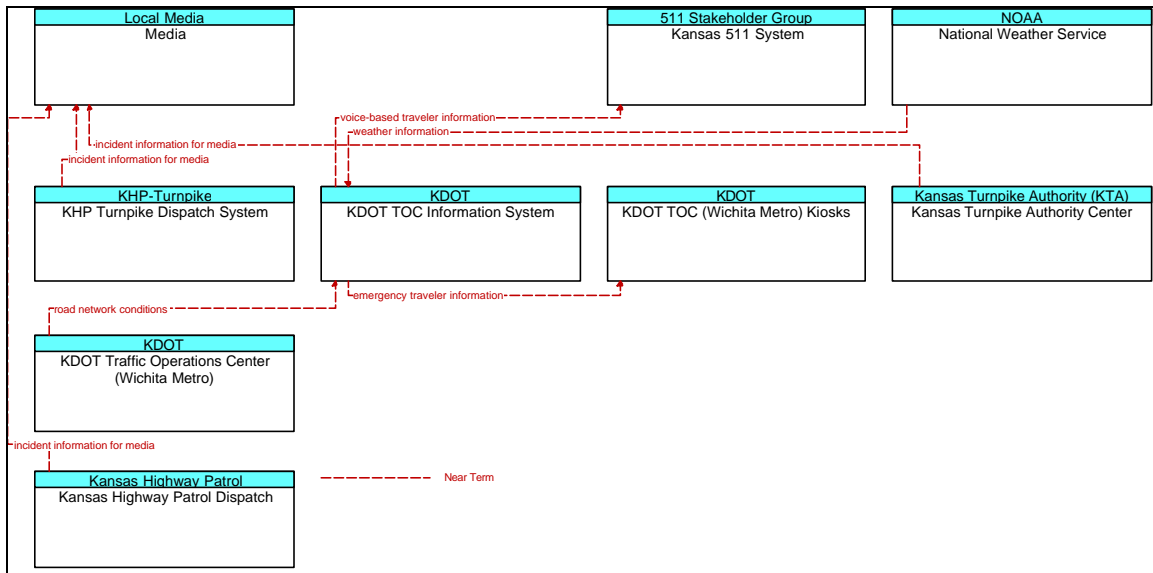 Local Media
Media
511 Stakeholder Group
Kansas 511 System
NOAA
National Weather Service
voice-based traveler information
weather information
incident information for media
incident information for media
KHP-Turnpike
KHP Turnpike Dispatch System
KDOT
KDOT TOC Information System
KDOT
KDOT TOC (Wichita Metro) Kiosks
Kansas Turnpike Authority (KTA)
Kansas Turnpike Authority Center
emergency traveler information
road network conditions
KDOT
KDOT Traffic Operations Center
(Wichita Metro)
incident information for media
Kansas Highway Patrol
Kansas Highway Patrol Dispatch
Near Term